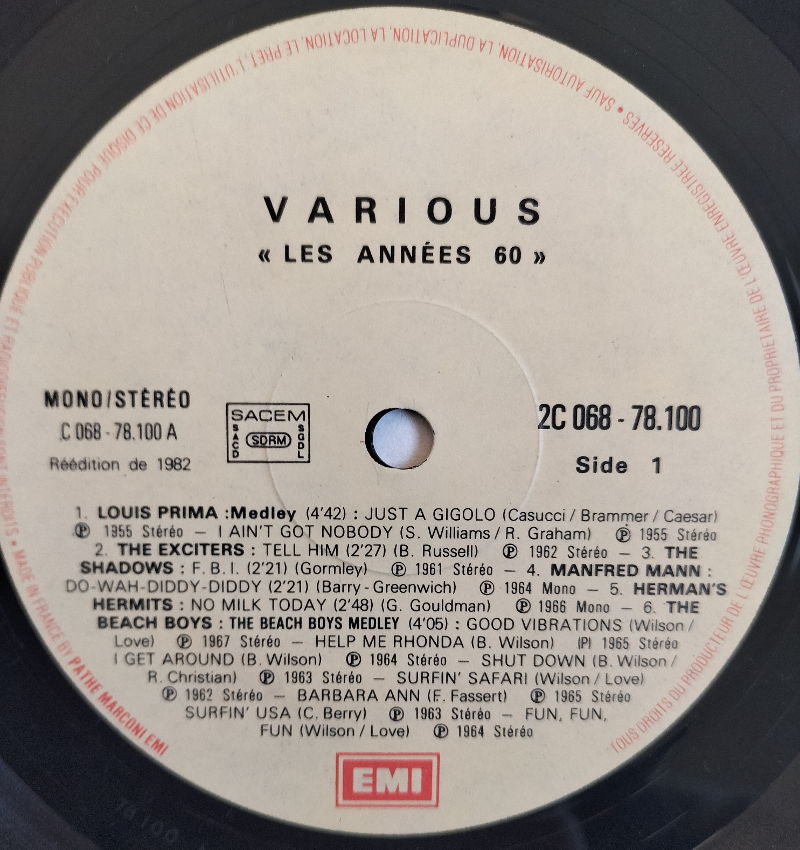 VARIOUS
« LES ANNÉES 60 »
MONO/STÉRÉO
C 068 - 78.100 A
Réédition de 1982
SACEM
SACD
SDRM
SGDL
2C 068 - 78.100
Side 1
1. LOUIS PRIMA :Medley (4'42) : JUST A GIGOLO (Casucci / Brammer / Caesar)
Ⓟ 1955 Stéréo – I AIN'T GOT NOBODY (S. Williams / R. Graham) Ⓟ 1955 Stéréo
2. THE EXCITERS : TELL HIM (2'27) (B. Russell) Ⓟ 1962 Stéréo – 3. THE
SHADOWS : F. B. I. (2'21) (Gormley) Ⓟ 1961 Stéréo – 4. MANFRED MANN :
DO-WAH-DIDDY-DIDDY (2'21) (Barry - Greenwich) Ⓟ 1964 Mono – 5. HERMAN'S
HERMITS : NO MILK TODAY (2'48) (G. Gouldman) Ⓟ 1966 Mono – 6. THE
BEACH BOYS : THE BEACH BOYS MEDLEY (4'05) : GOOD VIBRATIONS (Wilson /
Love) Ⓟ 1967 Stéréo – HELP ME RHONDA (B. Wilson) (P) 1965 Stéréo
I GET AROUND (B. Wilson) Ⓟ 1964 Stéréo – SHUT DOWN (B. Wilson /
R. Christian) Ⓟ 1963 Stéréo – SURFIN' SAFARI (Wilson / Love)
Ⓟ 1962 Stéréo – BARBARA ANN (F. Fassert) Ⓟ 1965 Stéréo
SURFIN' USA (C. Berry) Ⓟ 1963 Stéréo – FUN, FUN,
FUN (Wilson / Love) Ⓟ 1964 Stéréo
EMI
TOUS DROITS DU PRODUCTEUR DE L'ŒUVRE PHONOGRAPHIQUE ET DU PROPRIETAIRE DE L'ŒUVRE ENREGISTREE RESERVES • SAUF AUTORISATION, LA DUPLICATION, LA LOCATION, LE PRET, L'UTILISATION DE CE DISQUE POUR EXECUTION PUBLIQUE ET RADIODIFFUSION SONT INTERDITS • MADE IN FRANCE BY PATHE MARCONI EMI